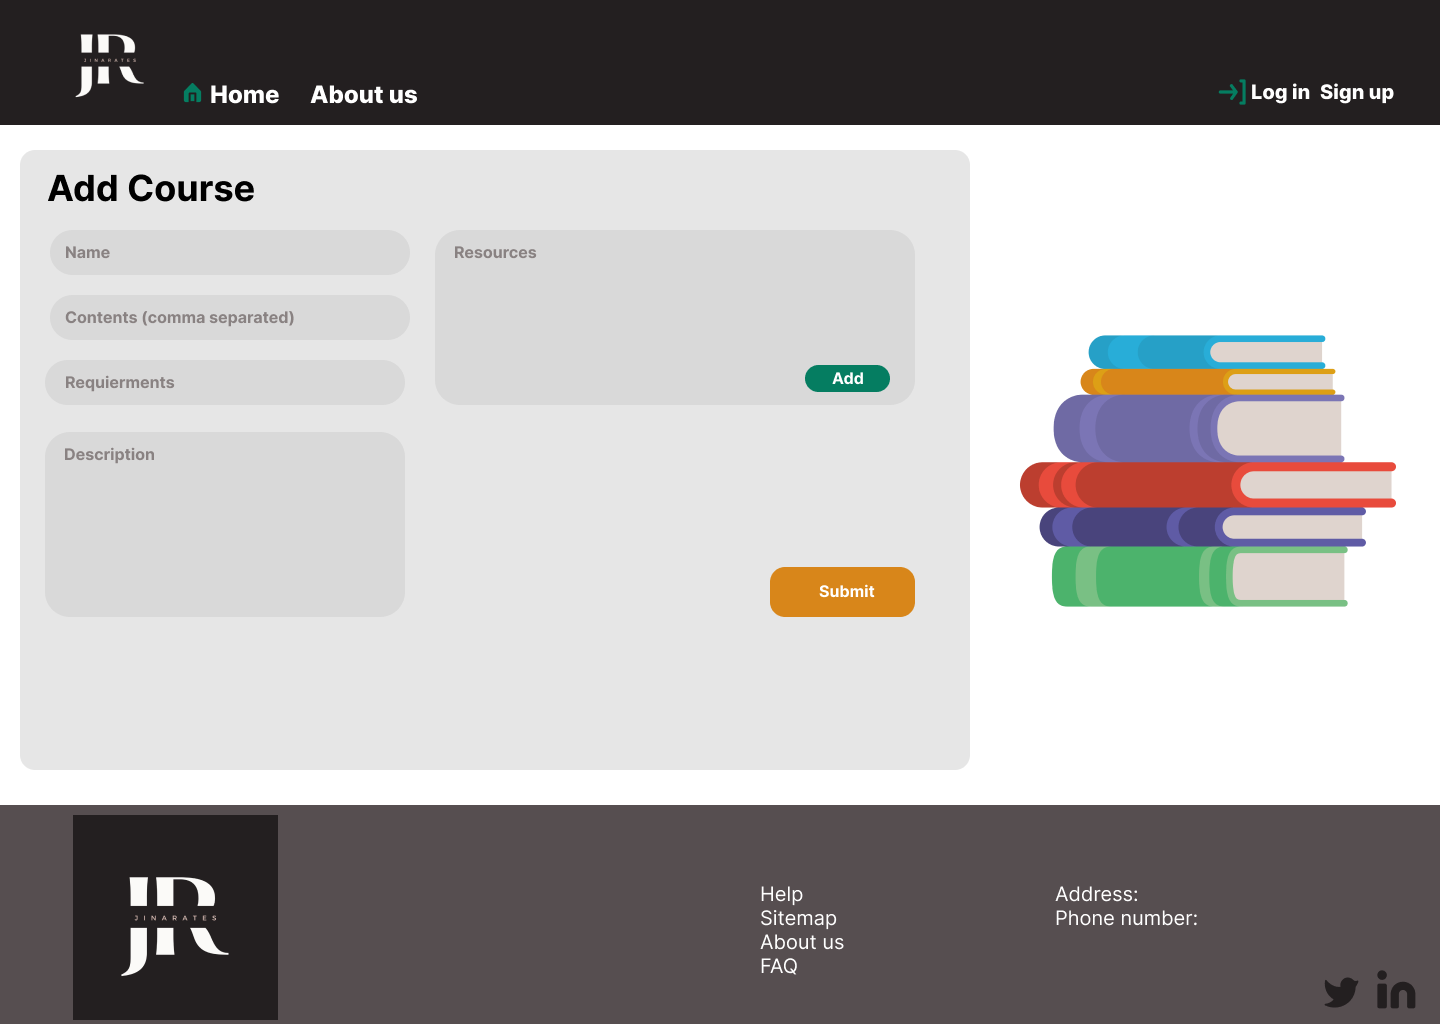 JR
JINARATES
Home
About us
Log in
Sign up
Add Course
Name
Contents (comma separated)
Requierments
Description
Resources
Add
Submit
JR
JINARATES
Help
Sitemap
About us
FAQ
Address:
Phone number:
in